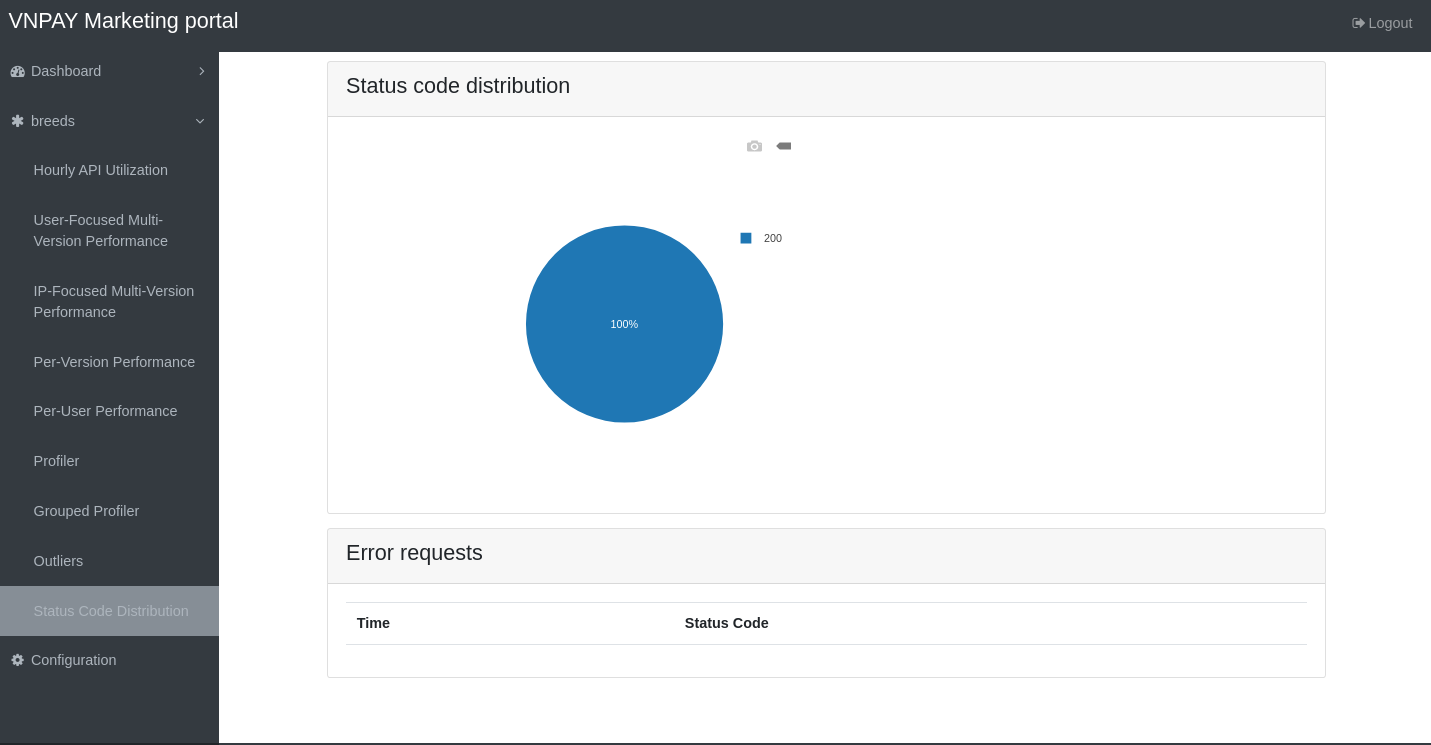 VNPAY Marketing portal
Logout
Dashboard
breeds
Hourly API Utilization
User-Focused Multi-
Version Performance
IP-Focused Multi-Version
Performance
Per-Version Performance
Per-User Performance
Profiler
Grouped Profiler
Outliers
Status Code Distribution
Configuration
Status code distribution
200
100%
Error requests
Time Status Code